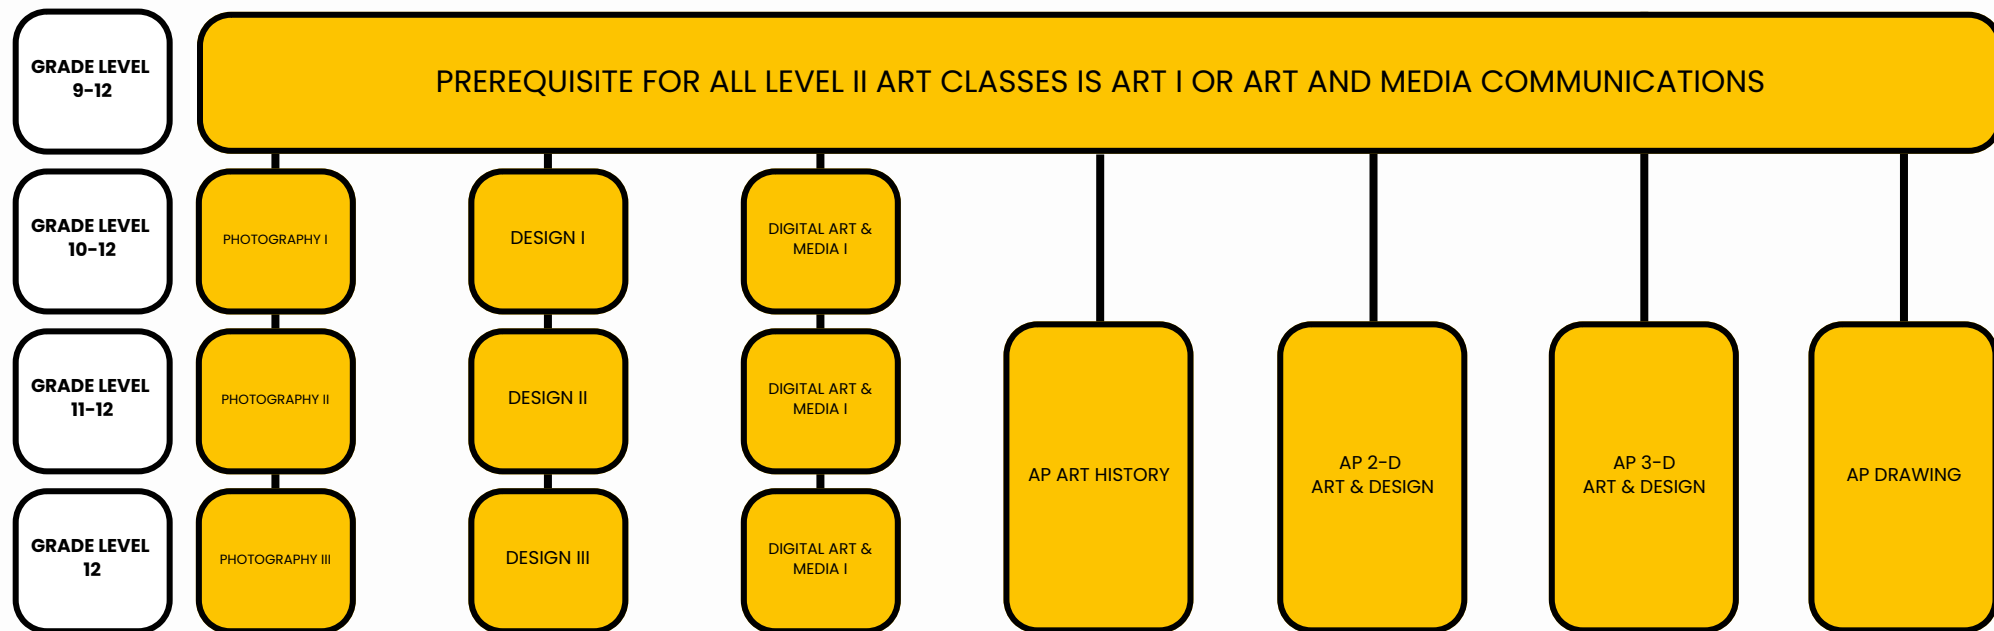 GRADE LEVEL
9-12
PREREQUISITE FOR ALL LEVEL II ART CLASSES IS ART I OR ART AND MEDIA COMMUNICATIONS
GRADE LEVEL
10-12
PHOTOGRAPHY I
DESIGN I
DIGITAL ART &
MEDIA I
GRADE LEVEL
11-12
PHOTOGRAPHY II
DESIGN II
DIGITAL ART &
MEDIA I
AP ART HISTORY
AP 2-D
ART & DESIGN
AP 3-D
ART & DESIGN
AP DRAWING
GRADE LEVEL
12
PHOTOGRAPHY III
DESIGN III
DIGITAL ART &
MEDIA I